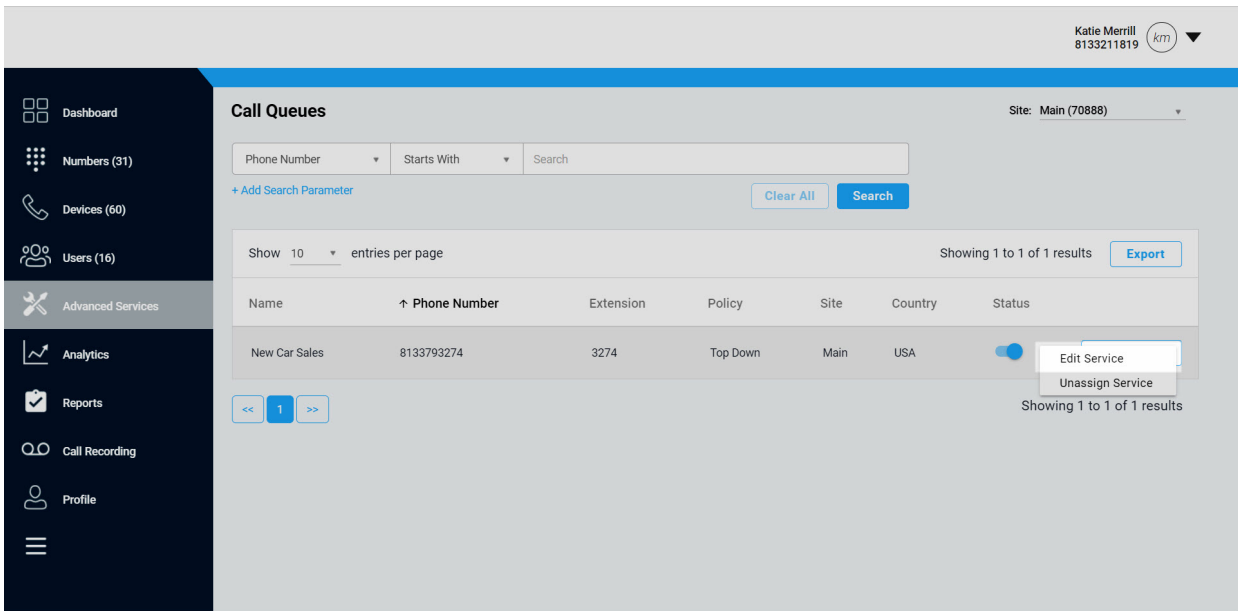 Katie Merrill
8133211819
km
Dashboard
Numbers (31)
Devices (60)
Users (16)
Advanced Services
Analytics
Reports
Call Recording
Profile
Call Queues
Site: Main (70888)
Phone Number Starts With Search
+ Add Search Parameter
Clear All Search
Show 10 entries per page
Showing 1 to 1 of 1 results Export
Name ↑ Phone Number Extension Policy Site Country Status
New Car Sales 8133793274 3274 Top Down Main USA
Edit Service
Unassign Service
<< 1 >>
Showing 1 to 1 of 1 results